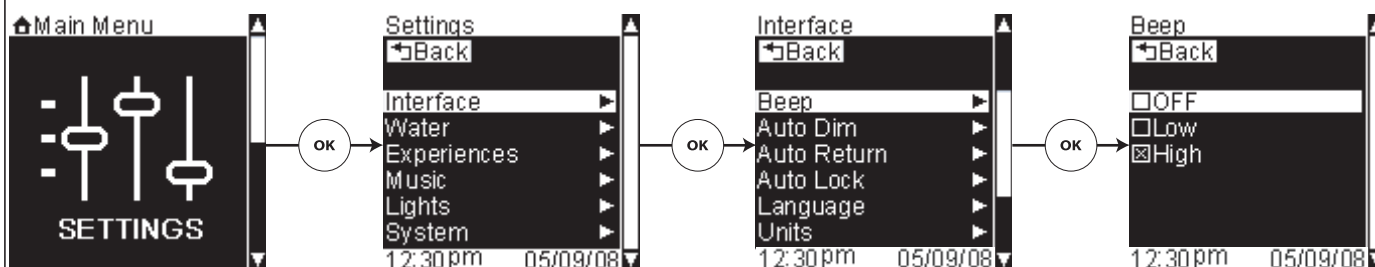 Main Menu
SETTINGS
OK
Settings
Back
Interface
Water
Experiences
Music
Lights
System
12:30pm 05/09/08
OK
Interface
Back
Beep
Auto Dim
Auto Return
Auto Lock
Language
Units
12:30pm 05/09/08
OK
Beep
Back
OFF
Low
High
12:30pm 05/09/08